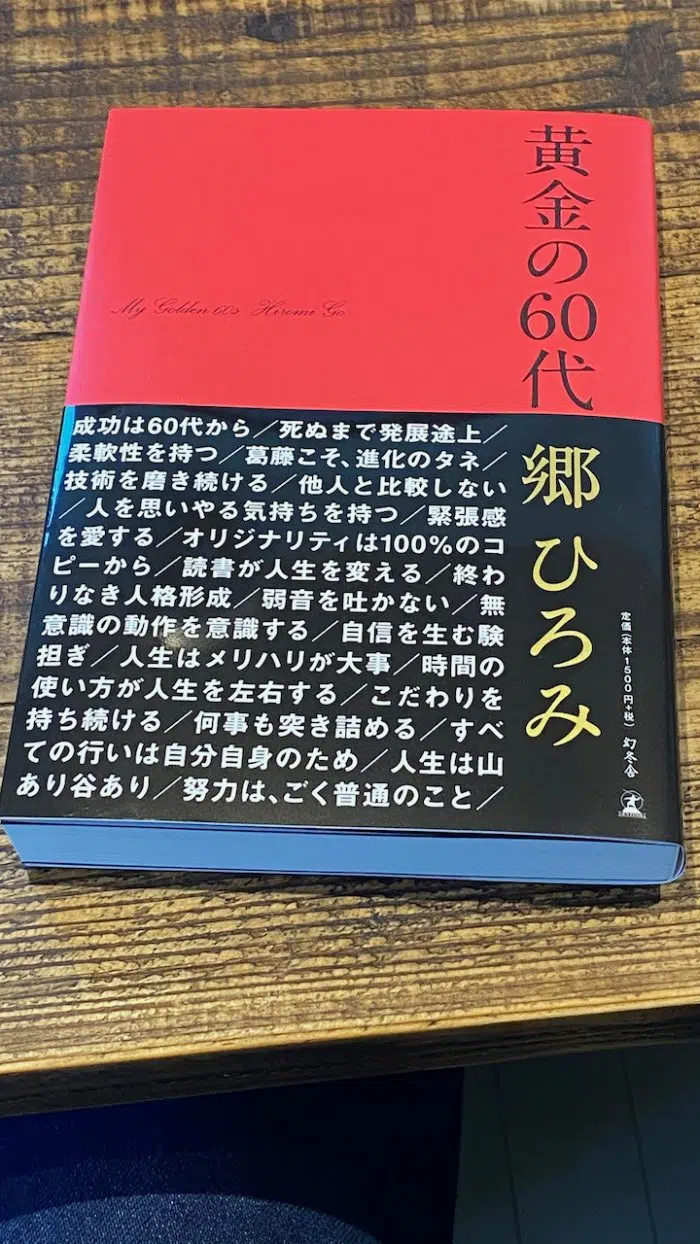 黄金の60代
郷ひろみ
My Golden 60s Hiromi Go
成功は60代から／死ぬまで発展途上／
柔軟性を持つ／葛藤こそ、進化のタネ／
技術を磨き続ける／他人と比較しない
／人を思いやる気持ちを持つ／緊張感
を愛する／オリジナリティは100％のコ
ピーから／読書が人生を変える／終わ
りなき人格形成／弱音を吐かない／無
意識の動作を意識する／自信を生む験
担ぎ／人生はメリハリが大事／時間の
使い方が人生を左右する／こだわりを
持ち続ける／何事も突き詰める／すべ
ての行いは自分自身のため／人生は山
あり谷あり／努力は、ごく普通のこと／
定価（本体1500円+税） 幻冬舎